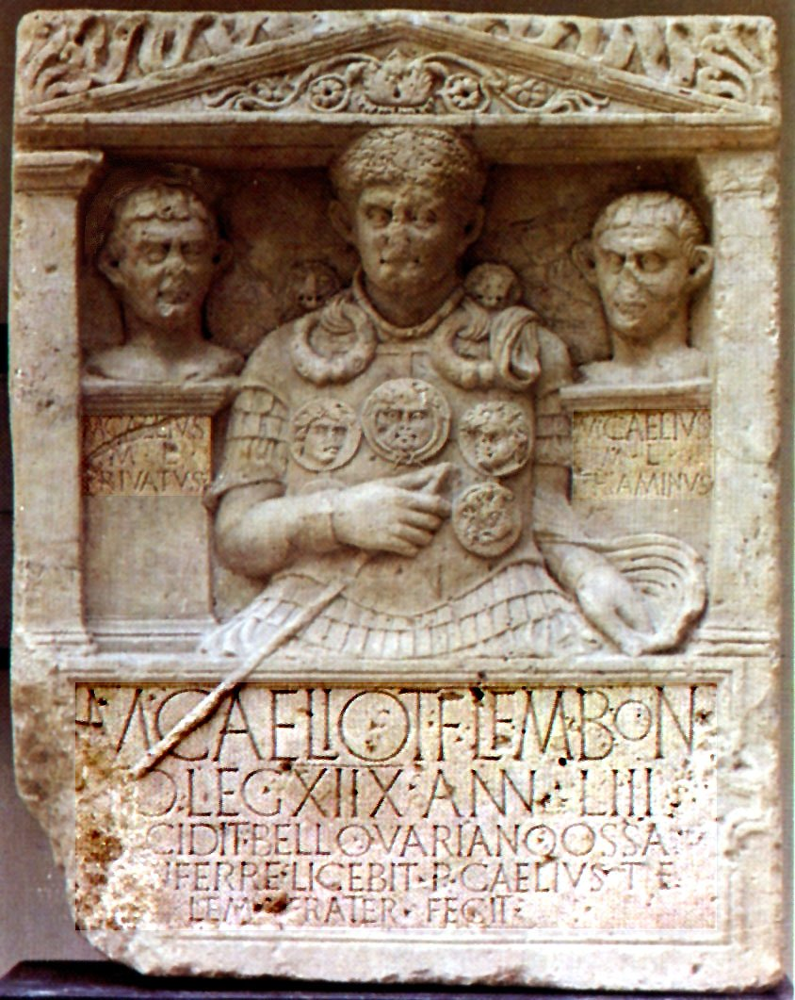 M·CAELIVS
M·L·
PRIVATVS
M·CAELIVS
M·L·
THIAMINVS
M·CAELIO·T·F·LEM·BON
O·LEG·XIIX·ANN·LIII
CIDIT·BELLO·VARIANO·OSSA
NFERRE·LICEBIT·P·CAELIVS·T·F
LEM·FRATER·FECIT